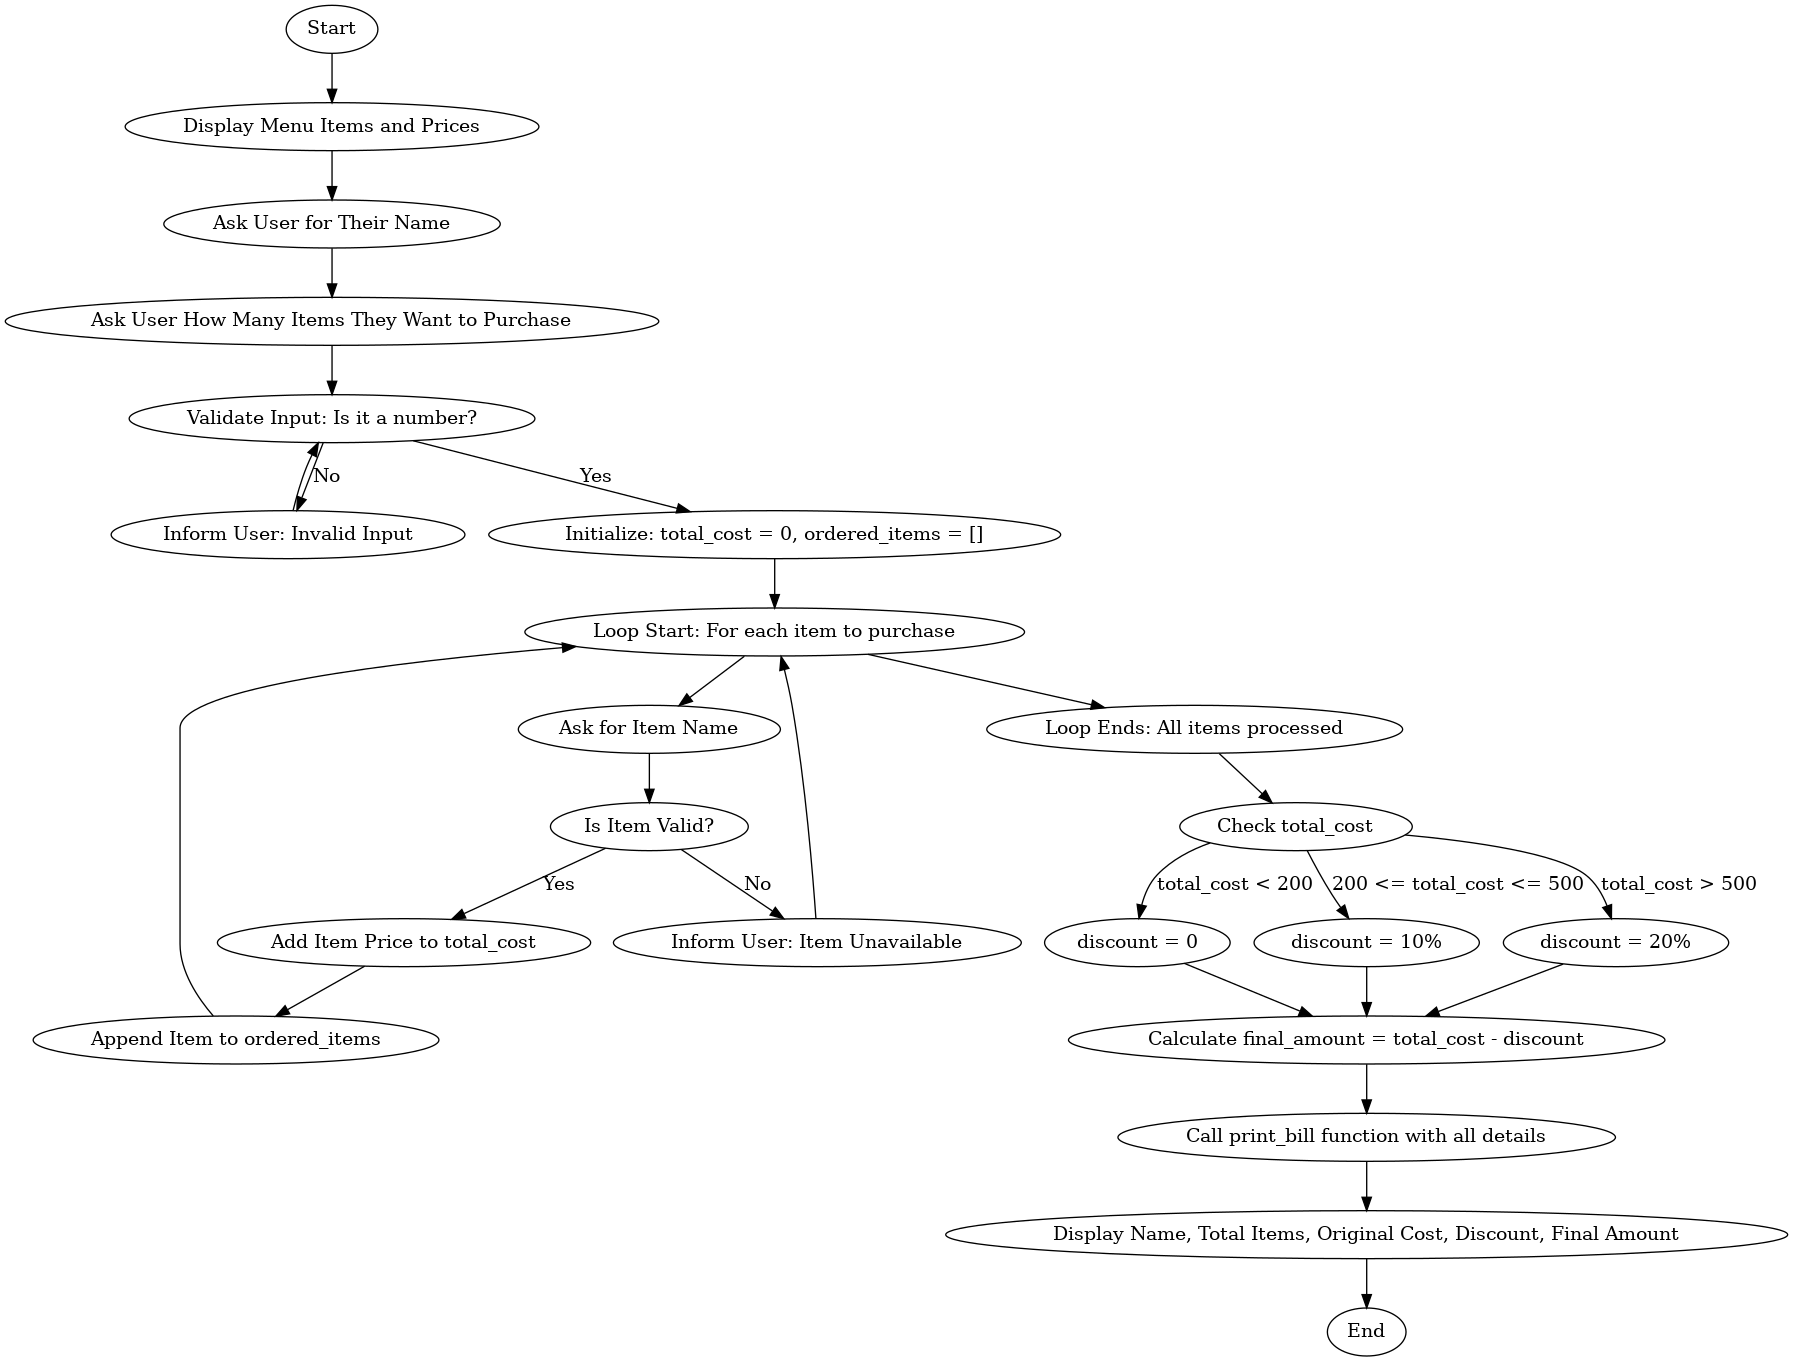 Start
Display Menu Items and Prices
Ask User for Their Name
Ask User How Many Items They Want to Purchase
Validate Input: Is it a number?
No
Yes
Inform User: Invalid Input
Initialize: total_cost = 0, ordered_items = []
Loop Start: For each item to purchase
Ask for Item Name
Loop Ends: All items processed
Is Item Valid?
Check total_cost
Yes
No
total_cost < 200
200 <= total_cost <= 500
total_cost > 500
Add Item Price to total_cost
Inform User: Item Unavailable
discount = 0
discount = 10%
discount = 20%
Append Item to ordered_items
Calculate final_amount = total_cost - discount
Call print_bill function with all details
Display Name, Total Items, Original Cost, Discount, Final Amount
End